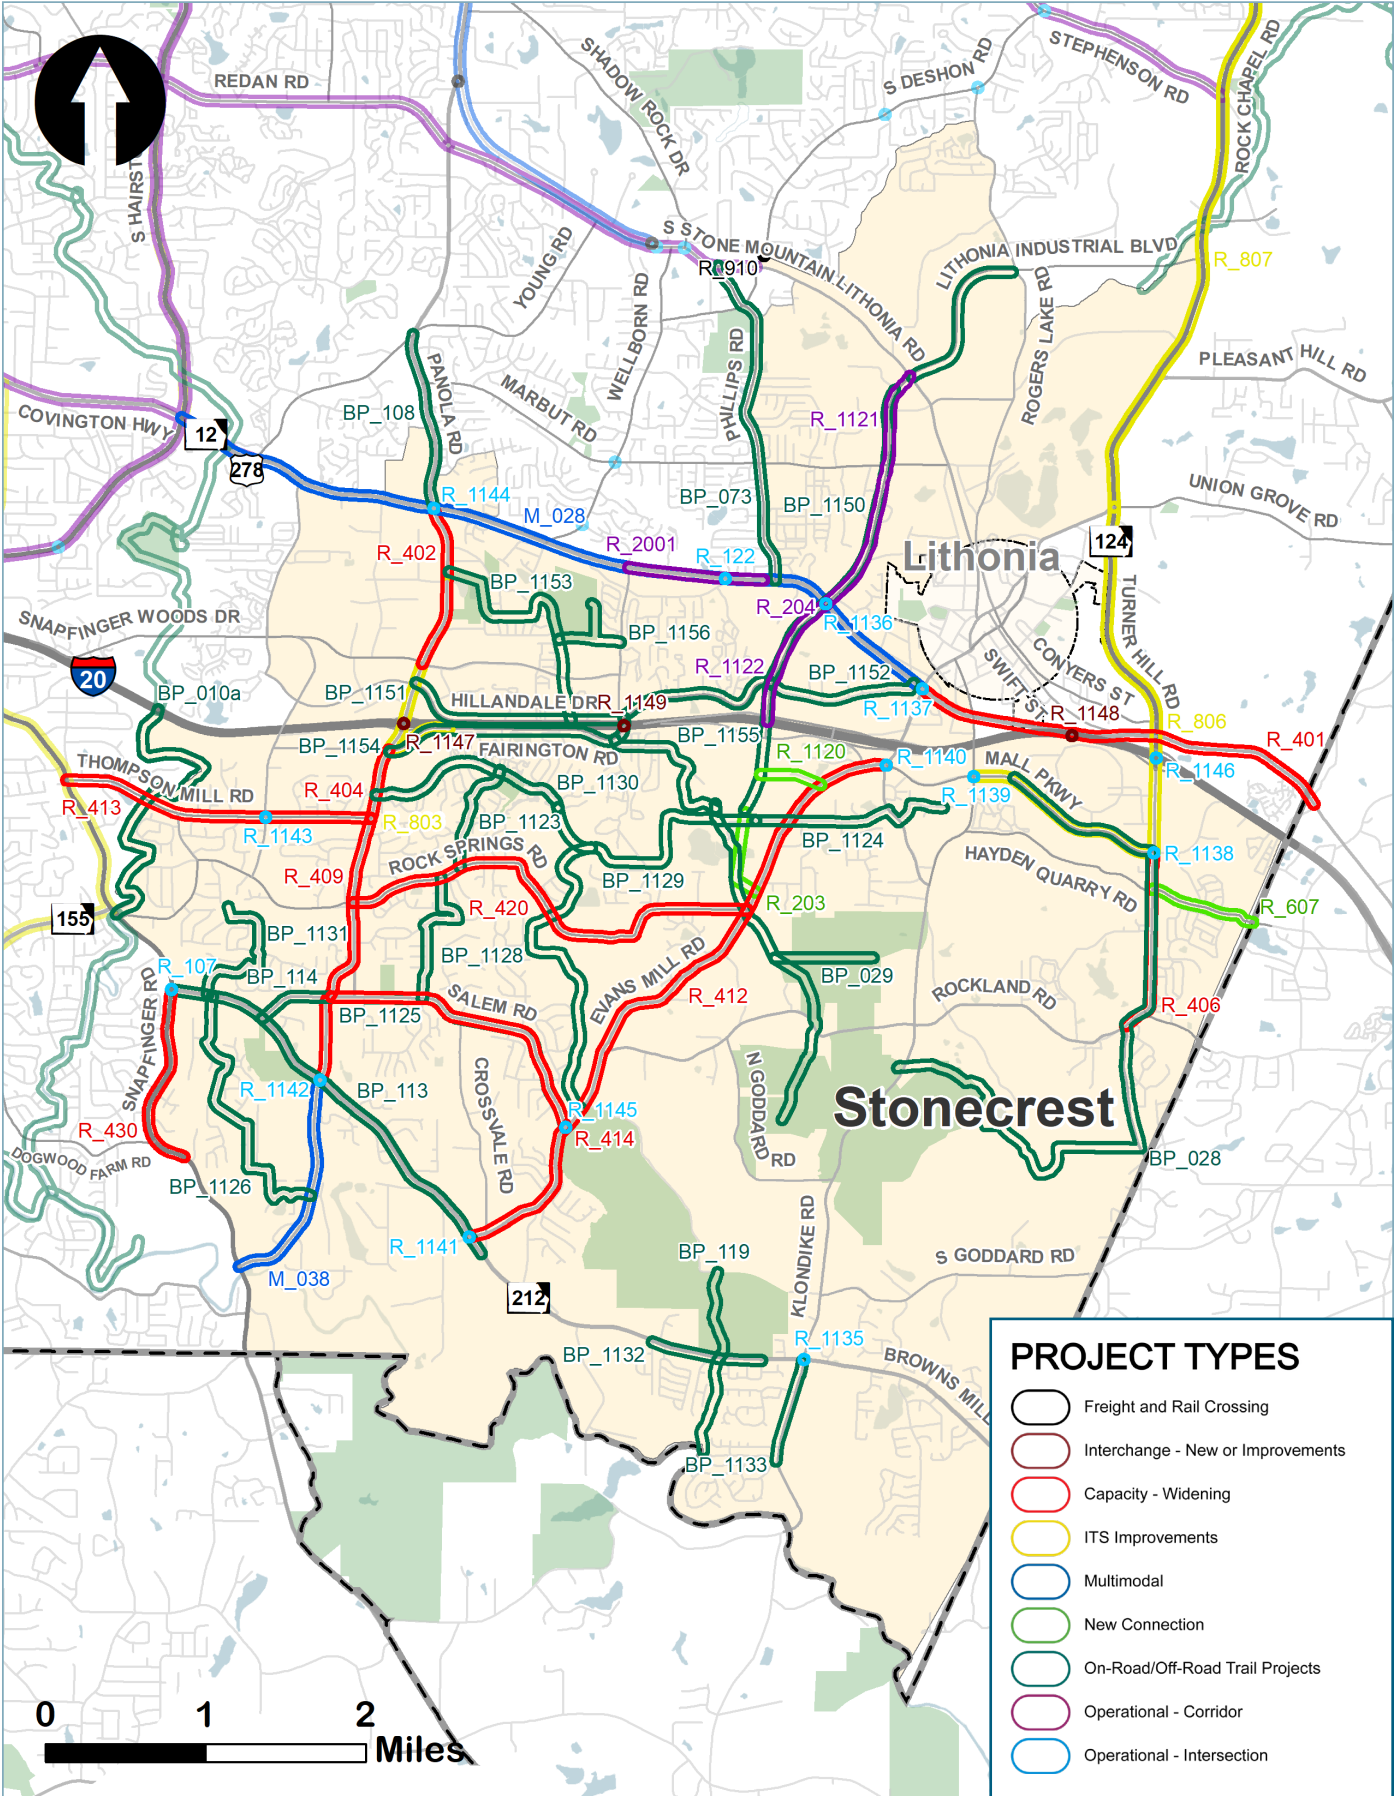 REDAN RD
SHADOW ROCK DR
S DESHON RD
STEPHENSON RD
ROCK CHAPEL RD
S HAIRST
YOUNG RD
S STONE MOUNTAIN LITHONIA RD
R_910
LITHONIA INDUSTRIAL BLVD
R_807
WELLBORN RD
ROGERS LAKE RD
PHILLIPS RD
PANOLA RD
MARBUT RD
PLEASANT HILL RD
COVINGTON HWY
12
278
BP_108
R_1121
R_1144
M_028
BP_073
BP_1150
UNION GROVE RD
R_402
R_2001
R_122
Lithonia
124
BP_1153
R_204
R_1136
TURNER HILL RD
SNAPFINGER WOODS DR
BP_1156
20
BP_010a
BP_1151
HILLANDALE DR
R_1149
R_1122
BP_1152
R_1137
SWIFT ST
CONYERS ST
R_1148
R_806
R_401
BP_1154
R_1147
FAIRINGTON RD
BP_1155
R_1120
R_1140
MALL PKWY
R_1146
THOMPSON MILL RD
R_413
R_404
BP_1130
R_1139
R_1143
R_803
BP_1123
BP_1124
R_1138
ROCK SPRINGS RD
R_409
BP_1129
HAYDEN QUARRY RD
155
R_420
R_203
R_607
BP_1131
BP_1128
EVANS MILL RD
R_107
BP_114
BP_029
SNAPFINGER RD
BP_1125
SALEM RD
R_412
ROCKLAND RD
R_406
R_1142
BP_113
CROSSVALE RD
N GODDARD RD
Stonecrest
R_1145
R_430
R_414
DOGWOOD FARM RD
BP_028
BP_1126
R_1141
BP_119
KLONDIKE RD
S GODDARD RD
M_038
212
BP_1132
R_1135
BROWNS MILL
BP_1133
PROJECT TYPES
Freight and Rail Crossing
Interchange - New or Improvements
Capacity - Widening
ITS Improvements
Multimodal
New Connection
On-Road/Off-Road Trail Projects
Operational - Corridor
Operational - Intersection
0 1 2
Miles